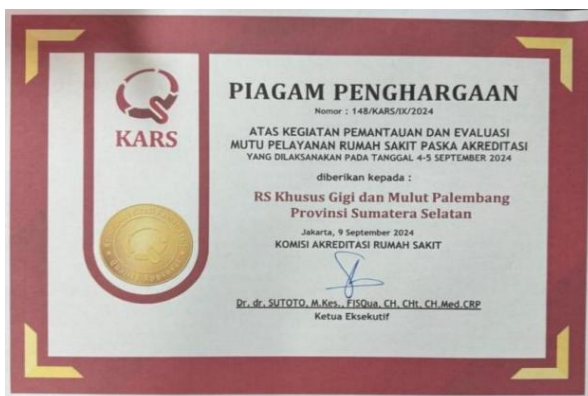 KARS
PIAGAM PENGHARGAAN
Nomor : 148/KARS/IX/2024
ATAS KEGIATAN PEMANTAUAN DAN EVALUASI
MUTU PELAYANAN RUMAH SAKIT PASKA AKREDITASI
YANG DILAKSANAKAN PADA TANGGAL 4-5 SEPTEMBER 2024
diberikan kepada :
RS Khusus Gigi dan Mulut Palembang
Provinsi Sumatera Selatan
Jakarta, 9 September 2024
KOMISI AKREDITASI RUMAH SAKIT
Dr. dr. SUTOTO, M.Kes., FISQua, CH, CHt, CH.Med.CRP
Ketua Eksekutif